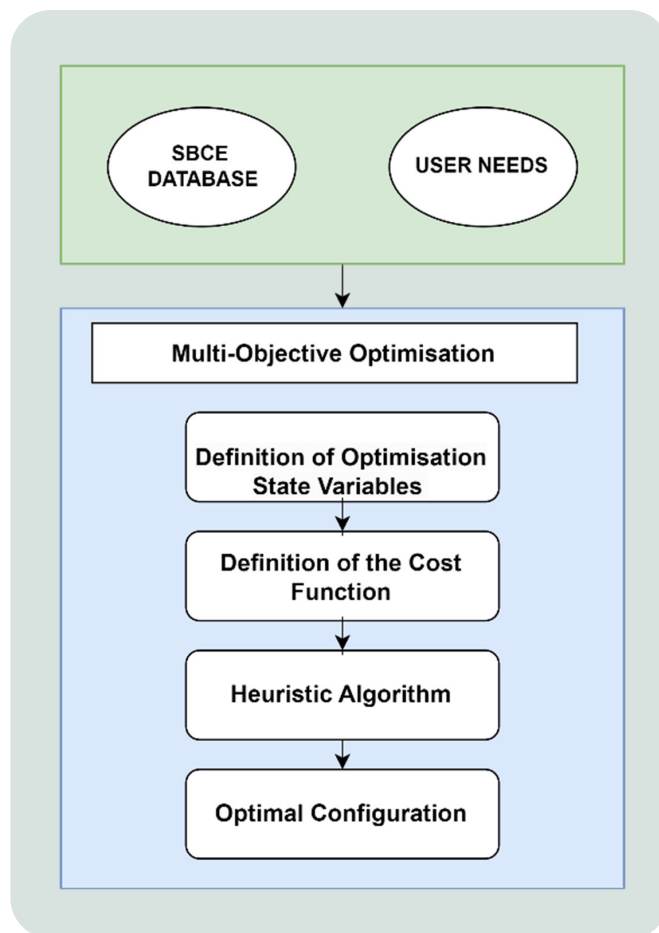 SBCE
DATABASE
USER NEEDS
Multi-Objective Optimisation
Definition of Optimisation
State Variables
Definition of the Cost
Function
Heuristic Algorithm
Optimal Configuration